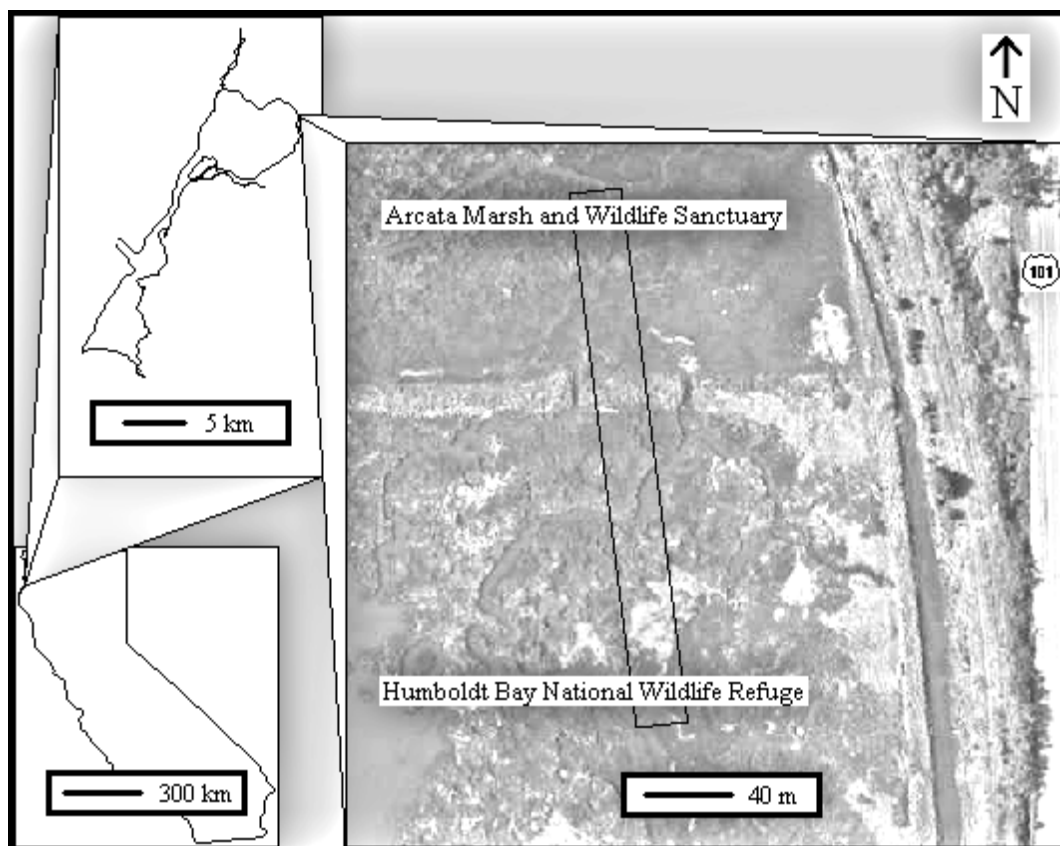 N
Arcata Marsh and Wildlife Sanctuary
101
5 km
Humboldt Bay National Wildlife Refuge
300 km
40 m